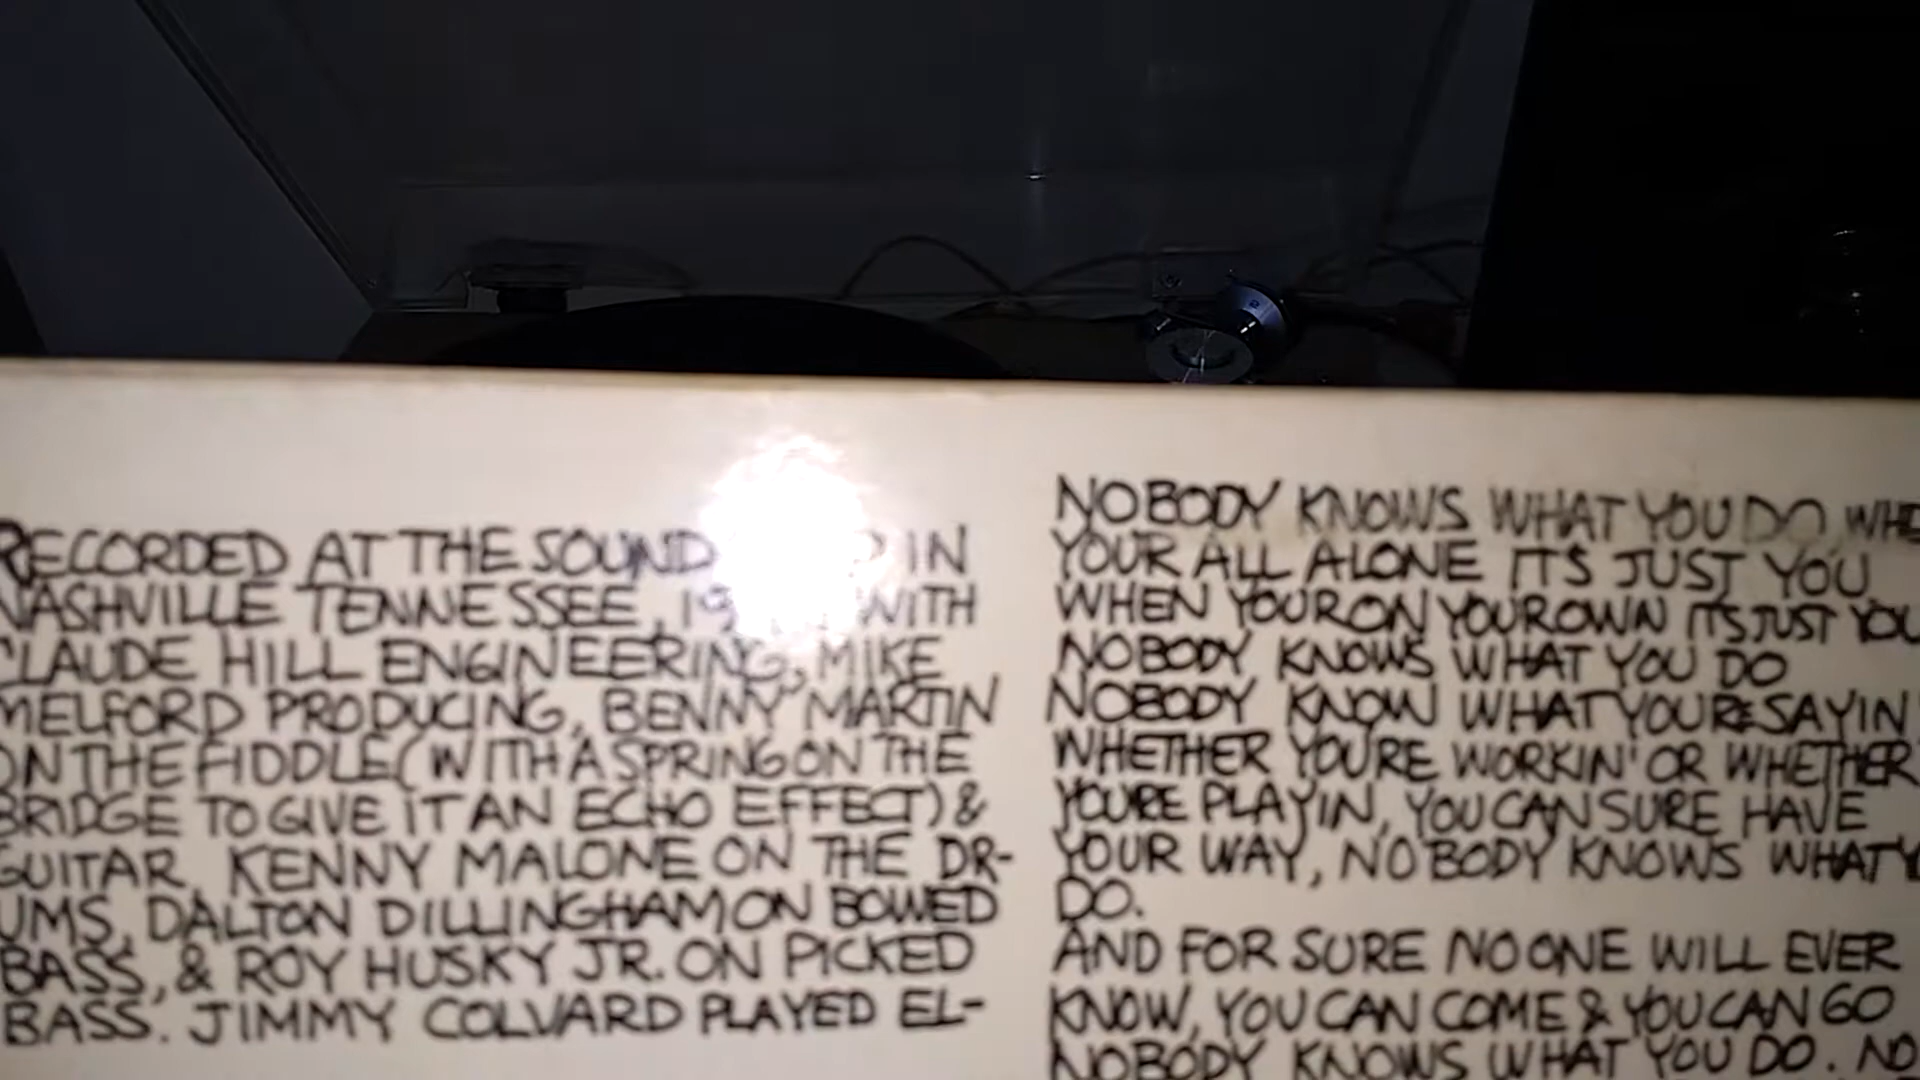 RECORDED AT THE SOUND IN
NASHVILLE TENNESSEE, WITH
CLAUDE HILL ENGINEERING, MIKE
MELFORD PRODUCING, BENNY MARTIN
ON THE FIDDLE (WITH A SPRING ON THE
BRIDGE TO GIVE IT AN ECHO EFFECT) &
GUITAR, KENNY MALONE ON THE DR-
UMS, DALTON DILLINGHAM ON BOWED
BASS, & ROY HUSKY JR. ON PICKED
BASS. JIMMY COLVARD PLAYED EL-
NOBODY KNOWS WHAT YOU DO, WHE
YOUR ALL ALONE ITS JUST YOU,
WHEN YOUR ON YOUR OWN ITS JUST YOU
NOBODY KNOWS WHAT YOU DO
NOBODY KNOW WHAT YOURE SAYIN
WHETHER YOURE WORKIN' OR WHETHER
YOURE PLAYIN, YOU CAN SURE HAVE
YOUR WAY, NOBODY KNOWS WHAT Y
DO.
AND FOR SURE NO ONE WILL EVER
KNOW, YOU CAN COME & YOU CAN GO
NOBODY KNOWS WHAT YOU DO. NO